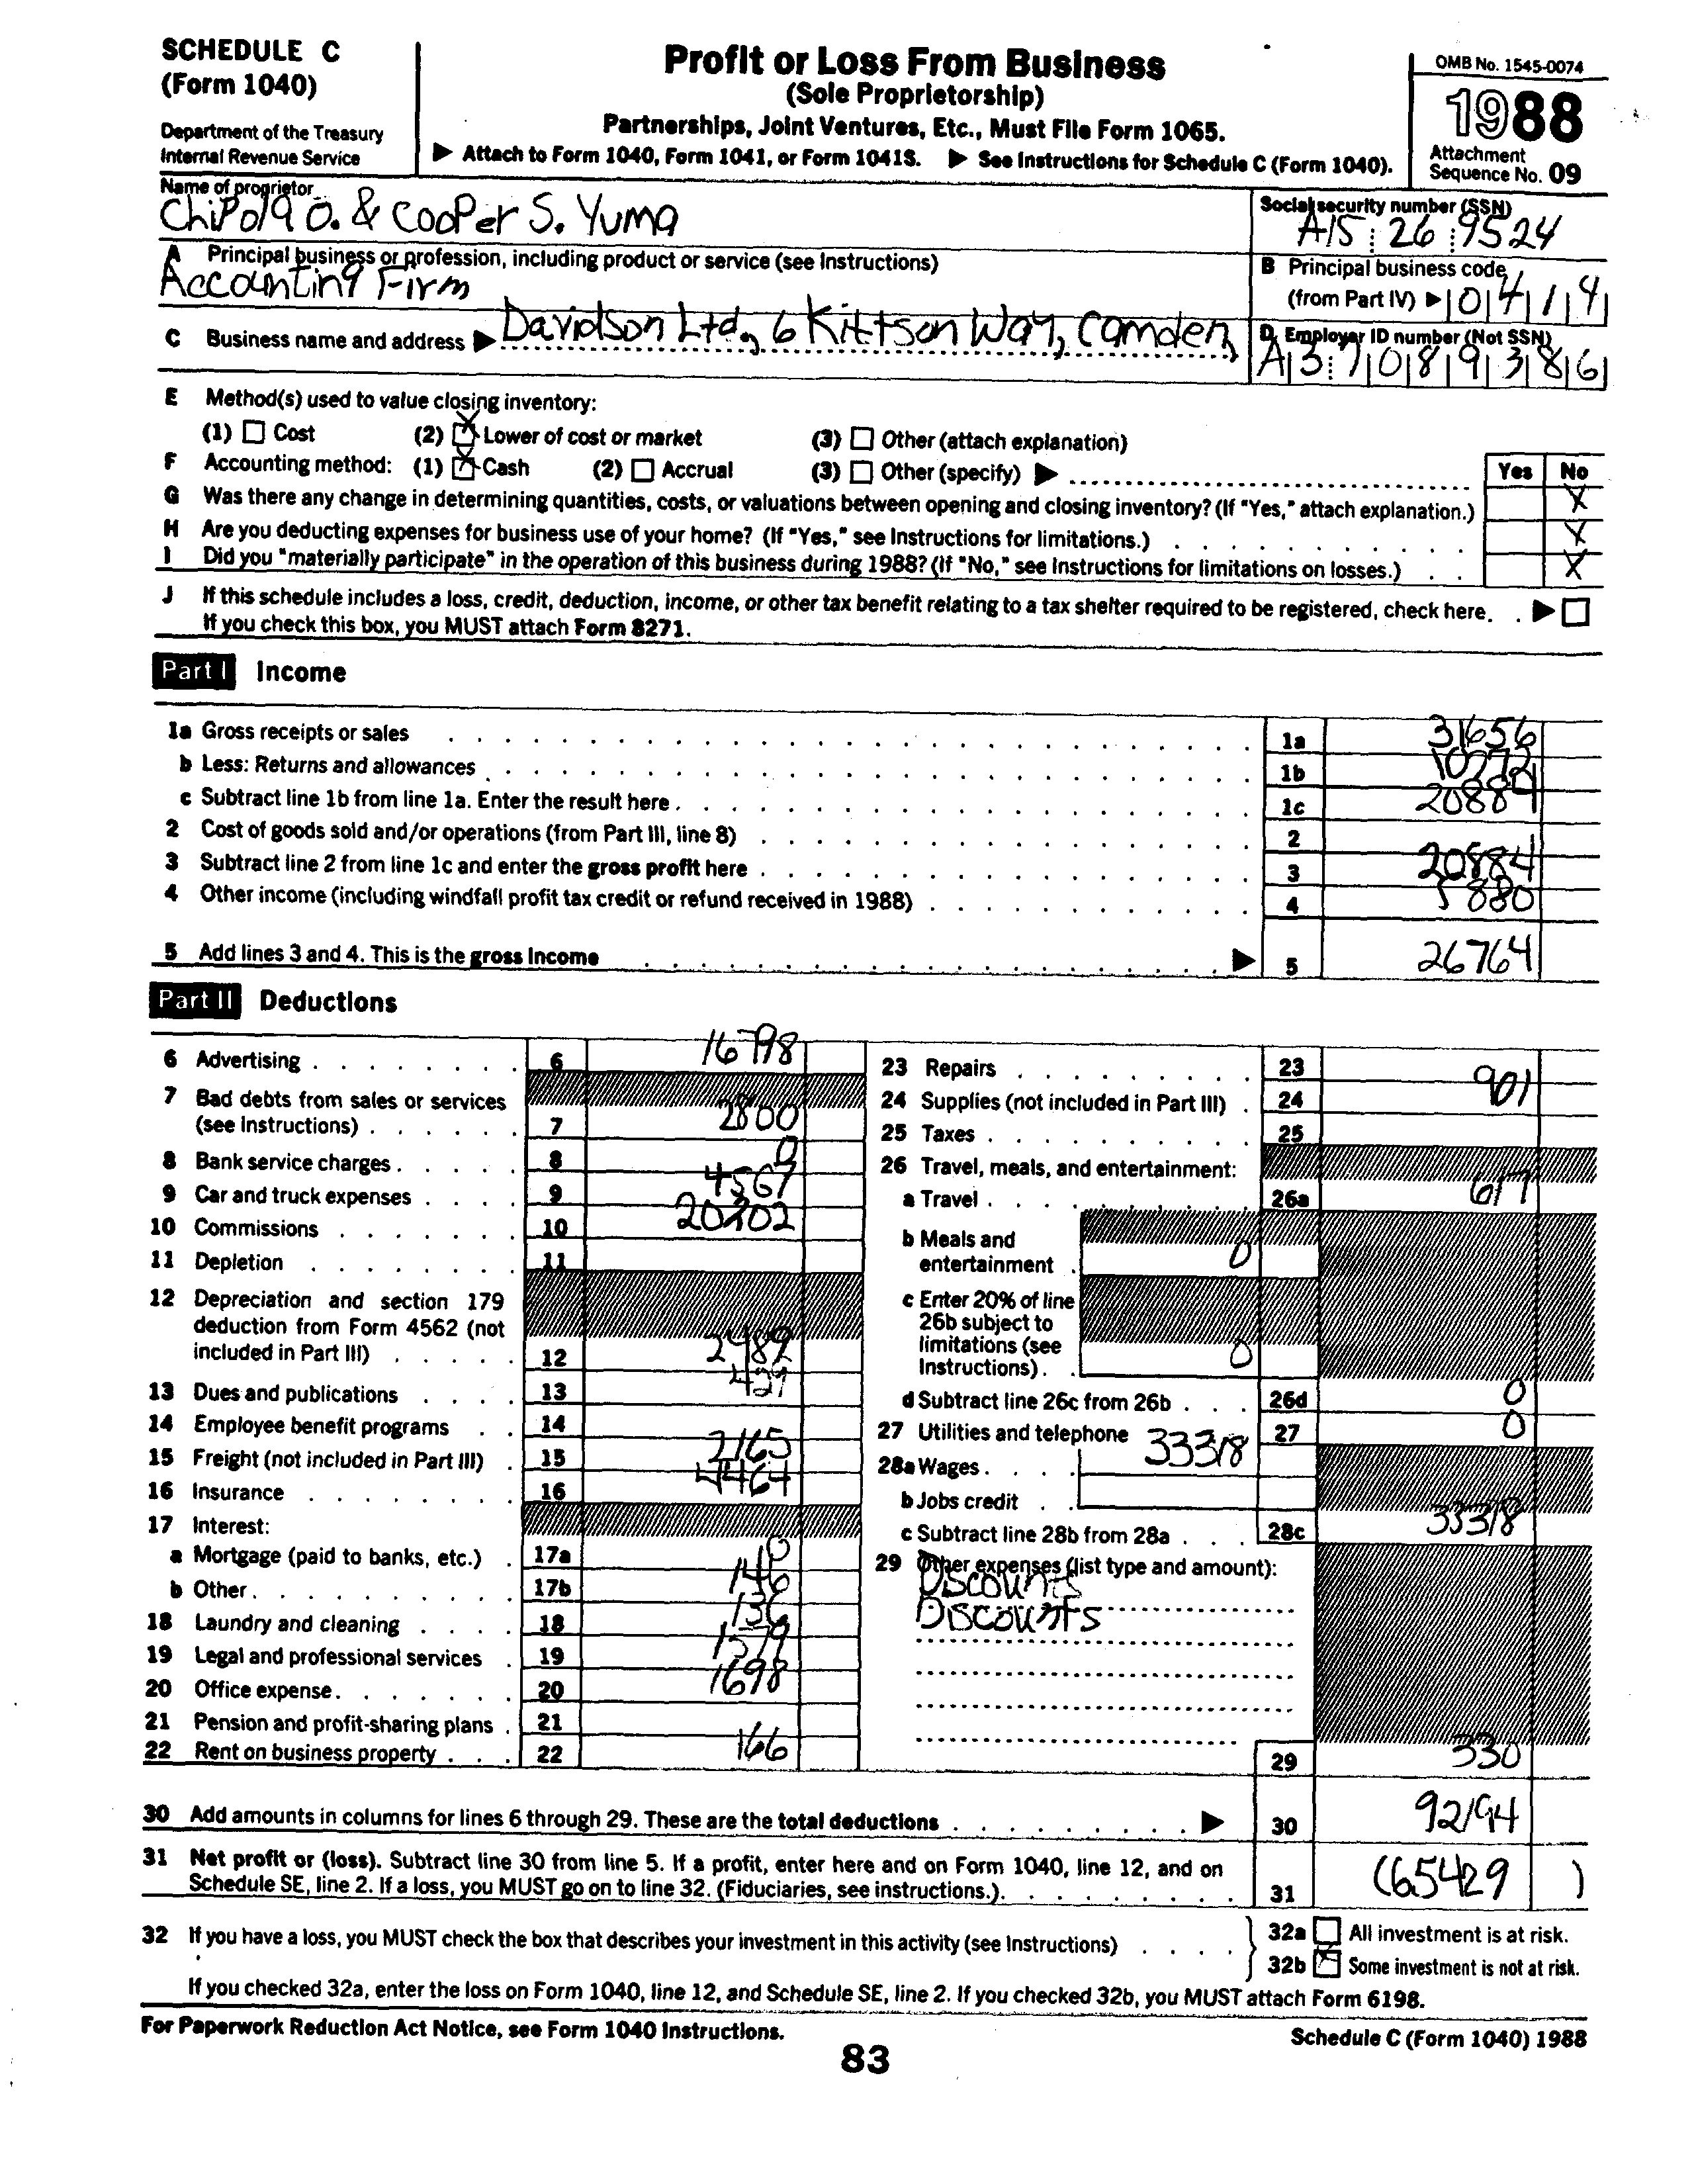 SCHEDULE C
(Form 1040)
Department of the Treasury
Internal Revenue Service
Profit or Loss From Business
(Sole Proprietorship)
Partnerships, Joint Ventures, Etc., Must File Form 1065.
▶ Attach to Form 1040, Form 1041, or Form 1041S. ▶ See Instructions for Schedule C (Form 1040).
OMB No. 1545-0074
1988
Attachment
Sequence No. 09
Name of proprietor
Chipola O. & Cooper S. Yuma
Social security number (SSN)
A15 26 9524
A Principal business or profession, including product or service (see Instructions)
Accounting Firm
B Principal business code
(from Part IV) ▶ 0414
C Business name and address ▶ Davidson Ltd., 6 Kittson Way, Camden,
D Employer ID number (Not SSN)
A3 7089386
E Method(s) used to value closing inventory:
(1) ☐ Cost (2) ☒ Lower of cost or market (3) ☐ Other (attach explanation)
F Accounting method: (1) ☒ Cash (2) ☐ Accrual (3) ☐ Other (specify) ▶
Yes No
G Was there any change in determining quantities, costs, or valuations between opening and closing inventory? (If "Yes," attach explanation.) X
H Are you deducting expenses for business use of your home? (If "Yes," see Instructions for limitations.) X
I Did you "materially participate" in the operation of this business during 1988? (If "No," see Instructions for limitations on losses.) X
J If this schedule includes a loss, credit, deduction, income, or other tax benefit relating to a tax shelter required to be registered, check here. ▶ ☐
If you check this box, you MUST attach Form 8271.
Part I Income
1a Gross receipts or sales 1a 31656
b Less: Returns and allowances 1b 10772
c Subtract line 1b from line 1a. Enter the result here 1c 20884
2 Cost of goods sold and/or operations (from Part III, line 8) 2
3 Subtract line 2 from line 1c and enter the gross profit here 3 20884
4 Other income (including windfall profit tax credit or refund received in 1988) 4 5880
5 Add lines 3 and 4. This is the gross income ▶ 5 26764
Part II Deductions
6 Advertising 6 16798
7 Bad debts from sales or services
(see Instructions) 7 2800
8 Bank service charges 8 0
9 Car and truck expenses 9 4567
10 Commissions 10
11 Depletion 11
12 Depreciation and section 179
deduction from Form 4562 (not
included in Part III) 12 2489
13 Dues and publications 13 429
14 Employee benefit programs 14
15 Freight (not included in Part III) 15 2165
16 Insurance 16 4464
17 Interest:
a Mortgage (paid to banks, etc.) 17a 0
b Other 17b 146
18 Laundry and cleaning 18 136
19 Legal and professional services 19
20 Office expense 20 1698
21 Pension and profit-sharing plans 21
22 Rent on business property 22 166
23 Repairs 23 901
24 Supplies (not included in Part III) 24
25 Taxes 25
26 Travel, meals, and entertainment:
a Travel 26a 617
b Meals and
entertainment 0
c Enter 20% of line
26b subject to
limitations (see
Instructions) 0
d Subtract line 26c from 26b 26d 0
27 Utilities and telephone 27 0
28a Wages 33318
b Jobs credit
c Subtract line 28b from 28a 28c 33318
29 Other expenses (list type and amount):
Discounts
Discounts
29 330
30 Add amounts in columns for lines 6 through 29. These are the total deductions ▶ 30 92194
31 Net profit or (loss). Subtract line 30 from line 5. If a profit, enter here and on Form 1040, line 12, and on
Schedule SE, line 2. If a loss, you MUST go on to line 32. (Fiduciaries, see instructions.) 31 (65429 )
32 If you have a loss, you MUST check the box that describes your investment in this activity (see Instructions)
32a ☐ All investment is at risk.
32b ☒ Some investment is not at risk.
If you checked 32a, enter the loss on Form 1040, line 12, and Schedule SE, line 2. If you checked 32b, you MUST attach Form 6198.
For Paperwork Reduction Act Notice, see Form 1040 Instructions.
Schedule C (Form 1040) 1988
83